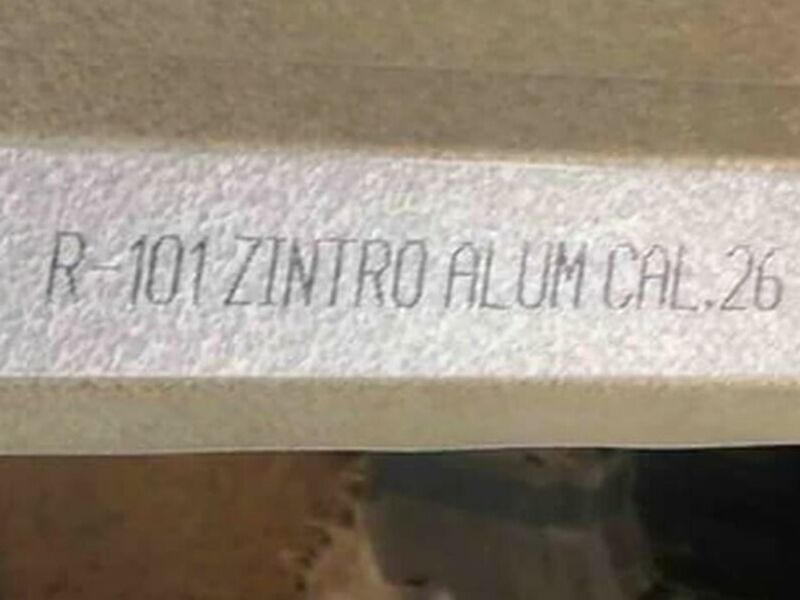 R-101 ZINTRO ALUM CAL.26